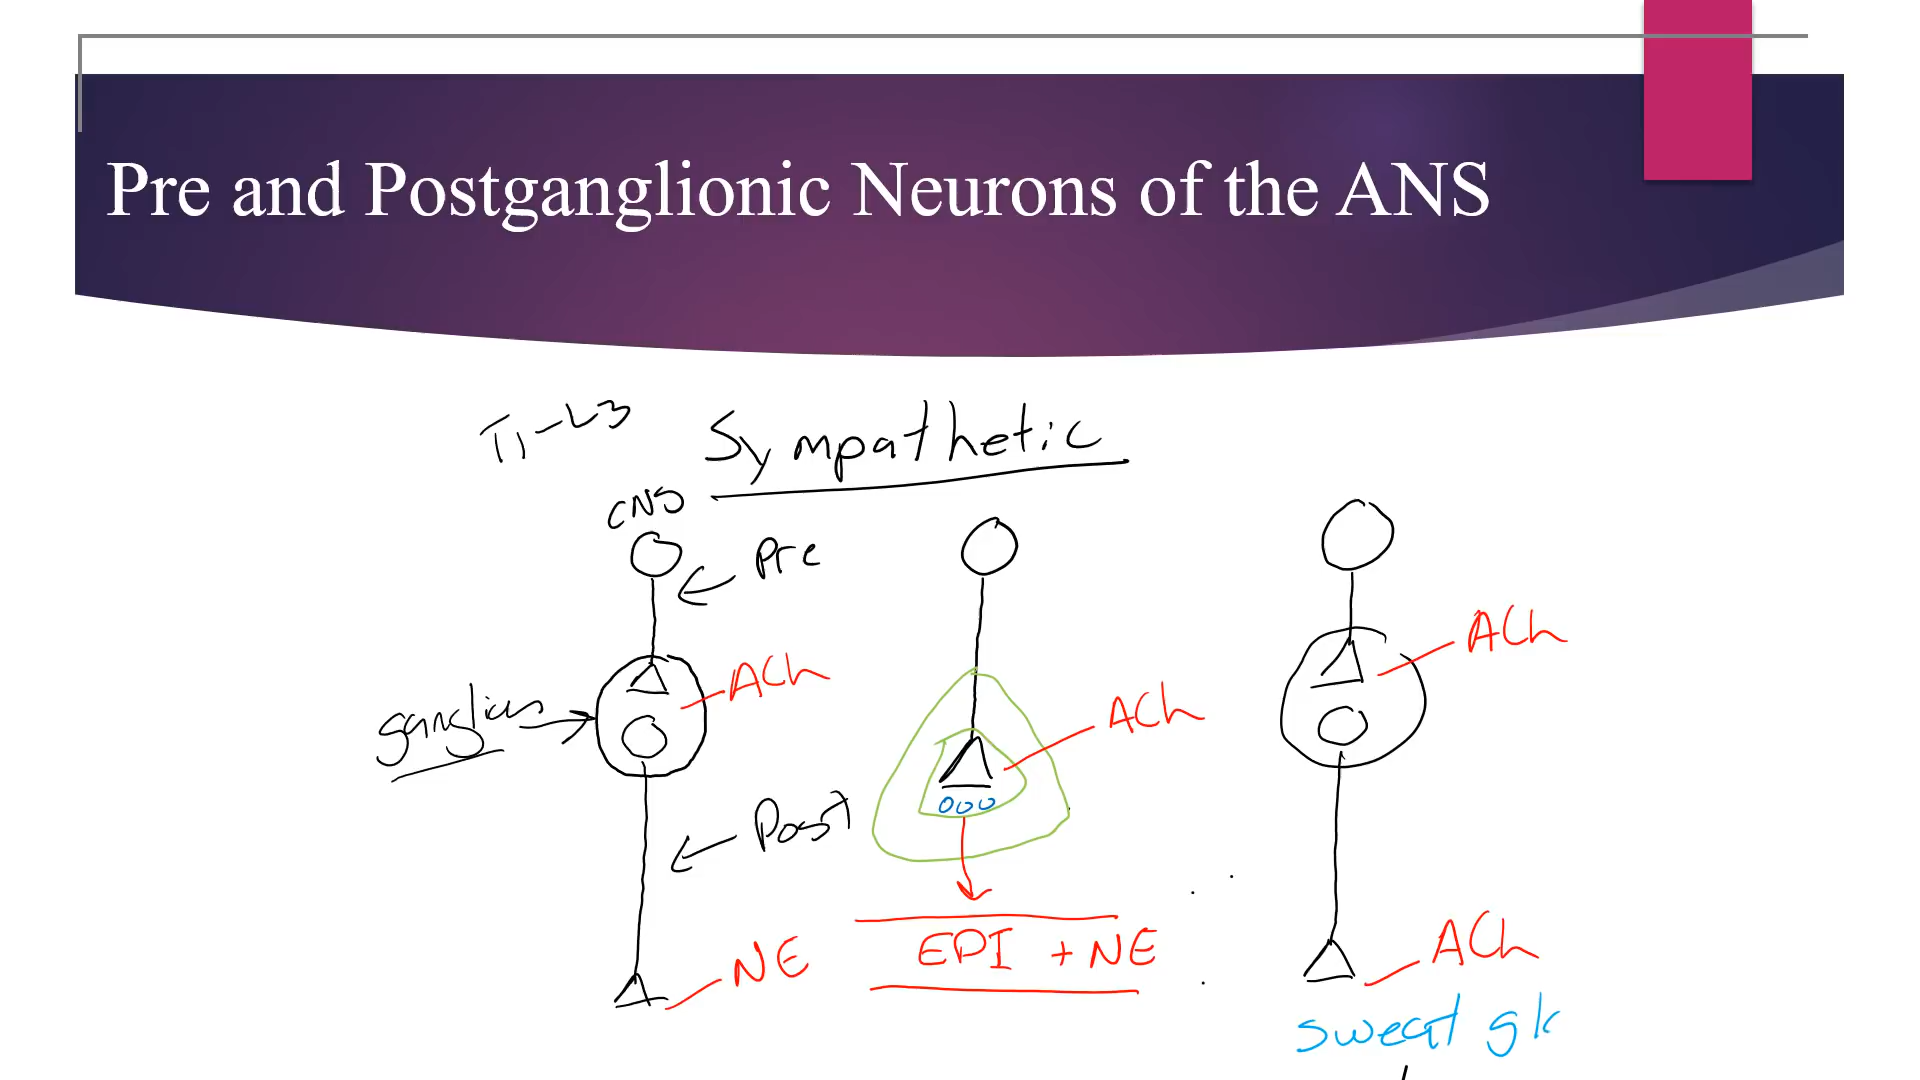 Pre and Postganglionic Neurons of the ANS
T1-L3
Sympathetic
CNS
Pre
ACh
ACh
ganglion
ACh
Post
EPI + NE
NE
ACh
sweat gl